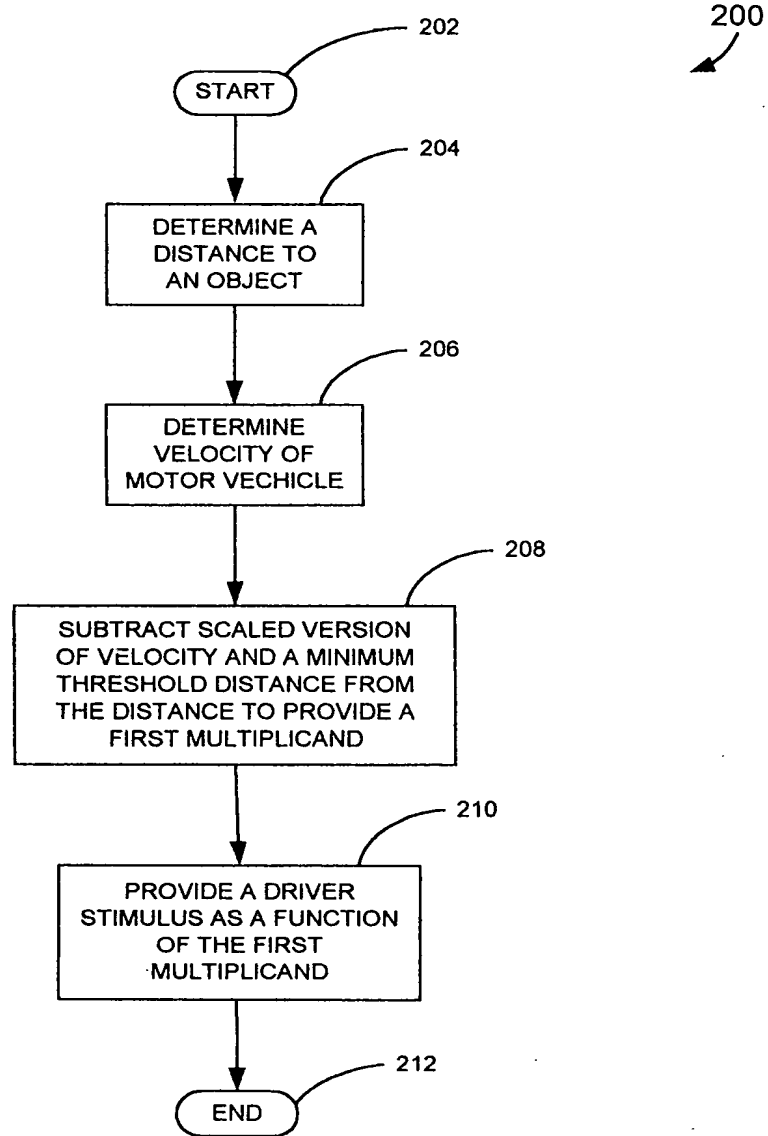 200
202
START
204
DETERMINE A
DISTANCE TO
AN OBJECT
206
DETERMINE
VELOCITY OF
MOTOR VECHICLE
208
SUBTRACT SCALED VERSION
OF VELOCITY AND A MINIMUM
THRESHOLD DISTANCE FROM
THE DISTANCE TO PROVIDE A
FIRST MULTIPLICAND
210
PROVIDE A DRIVER
STIMULUS AS A FUNCTION
OF THE FIRST
MULTIPLICAND
212
END